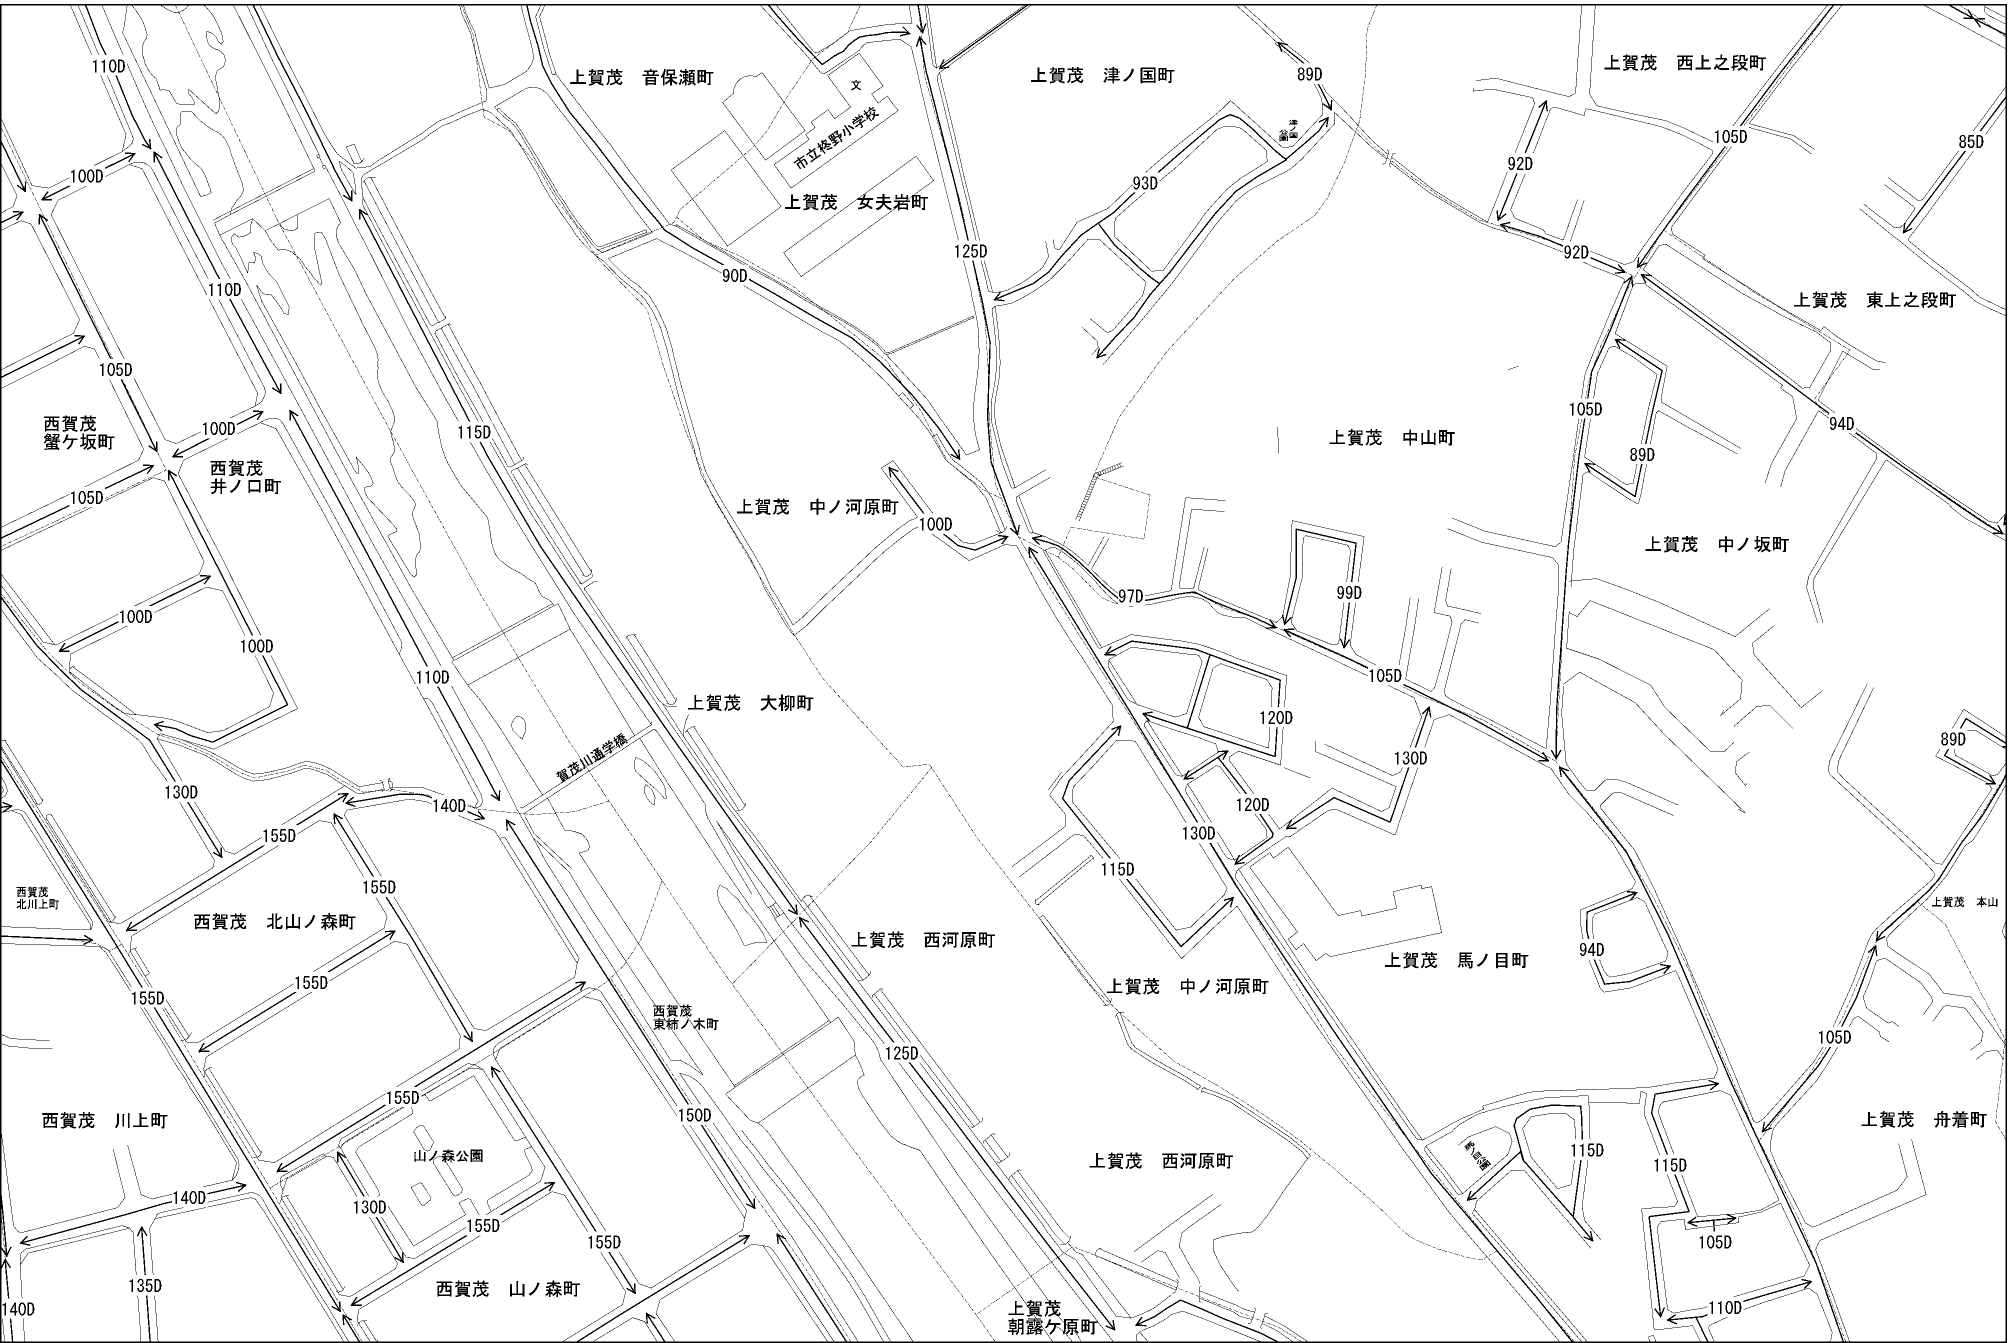 110D
上賀茂　音保瀬町
文
市立柊野小学校
上賀茂　津ノ国町
89D
上賀茂　西上之段町
津ノ国
公園
105D
85D
92D
100D
93D
上賀茂　女夫岩町
125D
92D
90D
110D
上賀茂　東上之段町
105D
西賀茂
蟹ケ坂町
100D
115D
105D
94D
上賀茂　中山町
89D
西賀茂
井ノ口町
105D
上賀茂　中ノ河原町
100D
上賀茂　中ノ坂町
97D
99D
100D
100D
110D
105D
上賀茂　大柳町
120D
賀茂川通学橋
130D
89D
130D
140D
120D
155D
130D
115D
155D
西賀茂
北川上町
西賀茂　北山ノ森町
上賀茂　本山
上賀茂　西河原町
94D
上賀茂　馬ノ目町
155D
155D
上賀茂　中ノ河原町
西賀茂
東柿ノ木町
125D
105D
155D
150D
西賀茂　川上町
上賀茂　舟着町
山ノ森公園
上賀茂　西河原町
馬ノ目公園
115D
115D
140D
130D
155D
155D
105D
135D
西賀茂　山ノ森町
140D
上賀茂
朝露ケ原町
110D